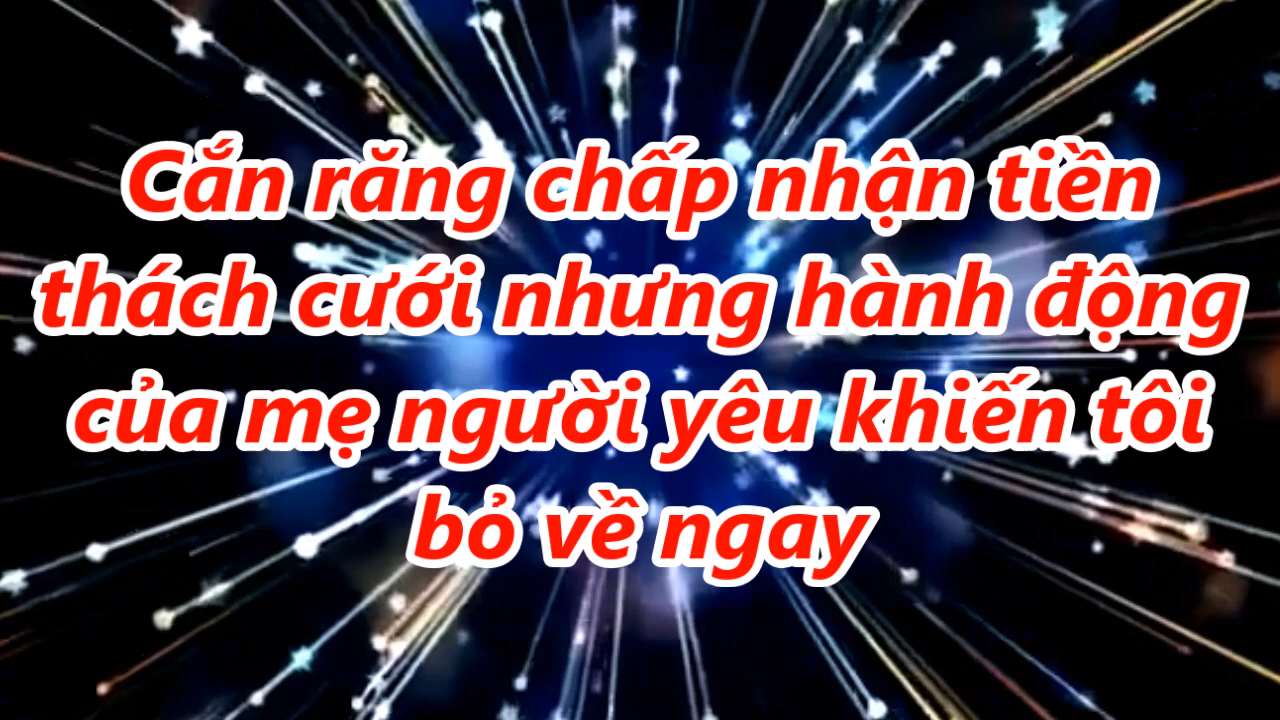 Cắn răng chấp nhận tiền
thách cưới nhưng hành động
của mẹ người yêu khiến tôi
bỏ về ngay